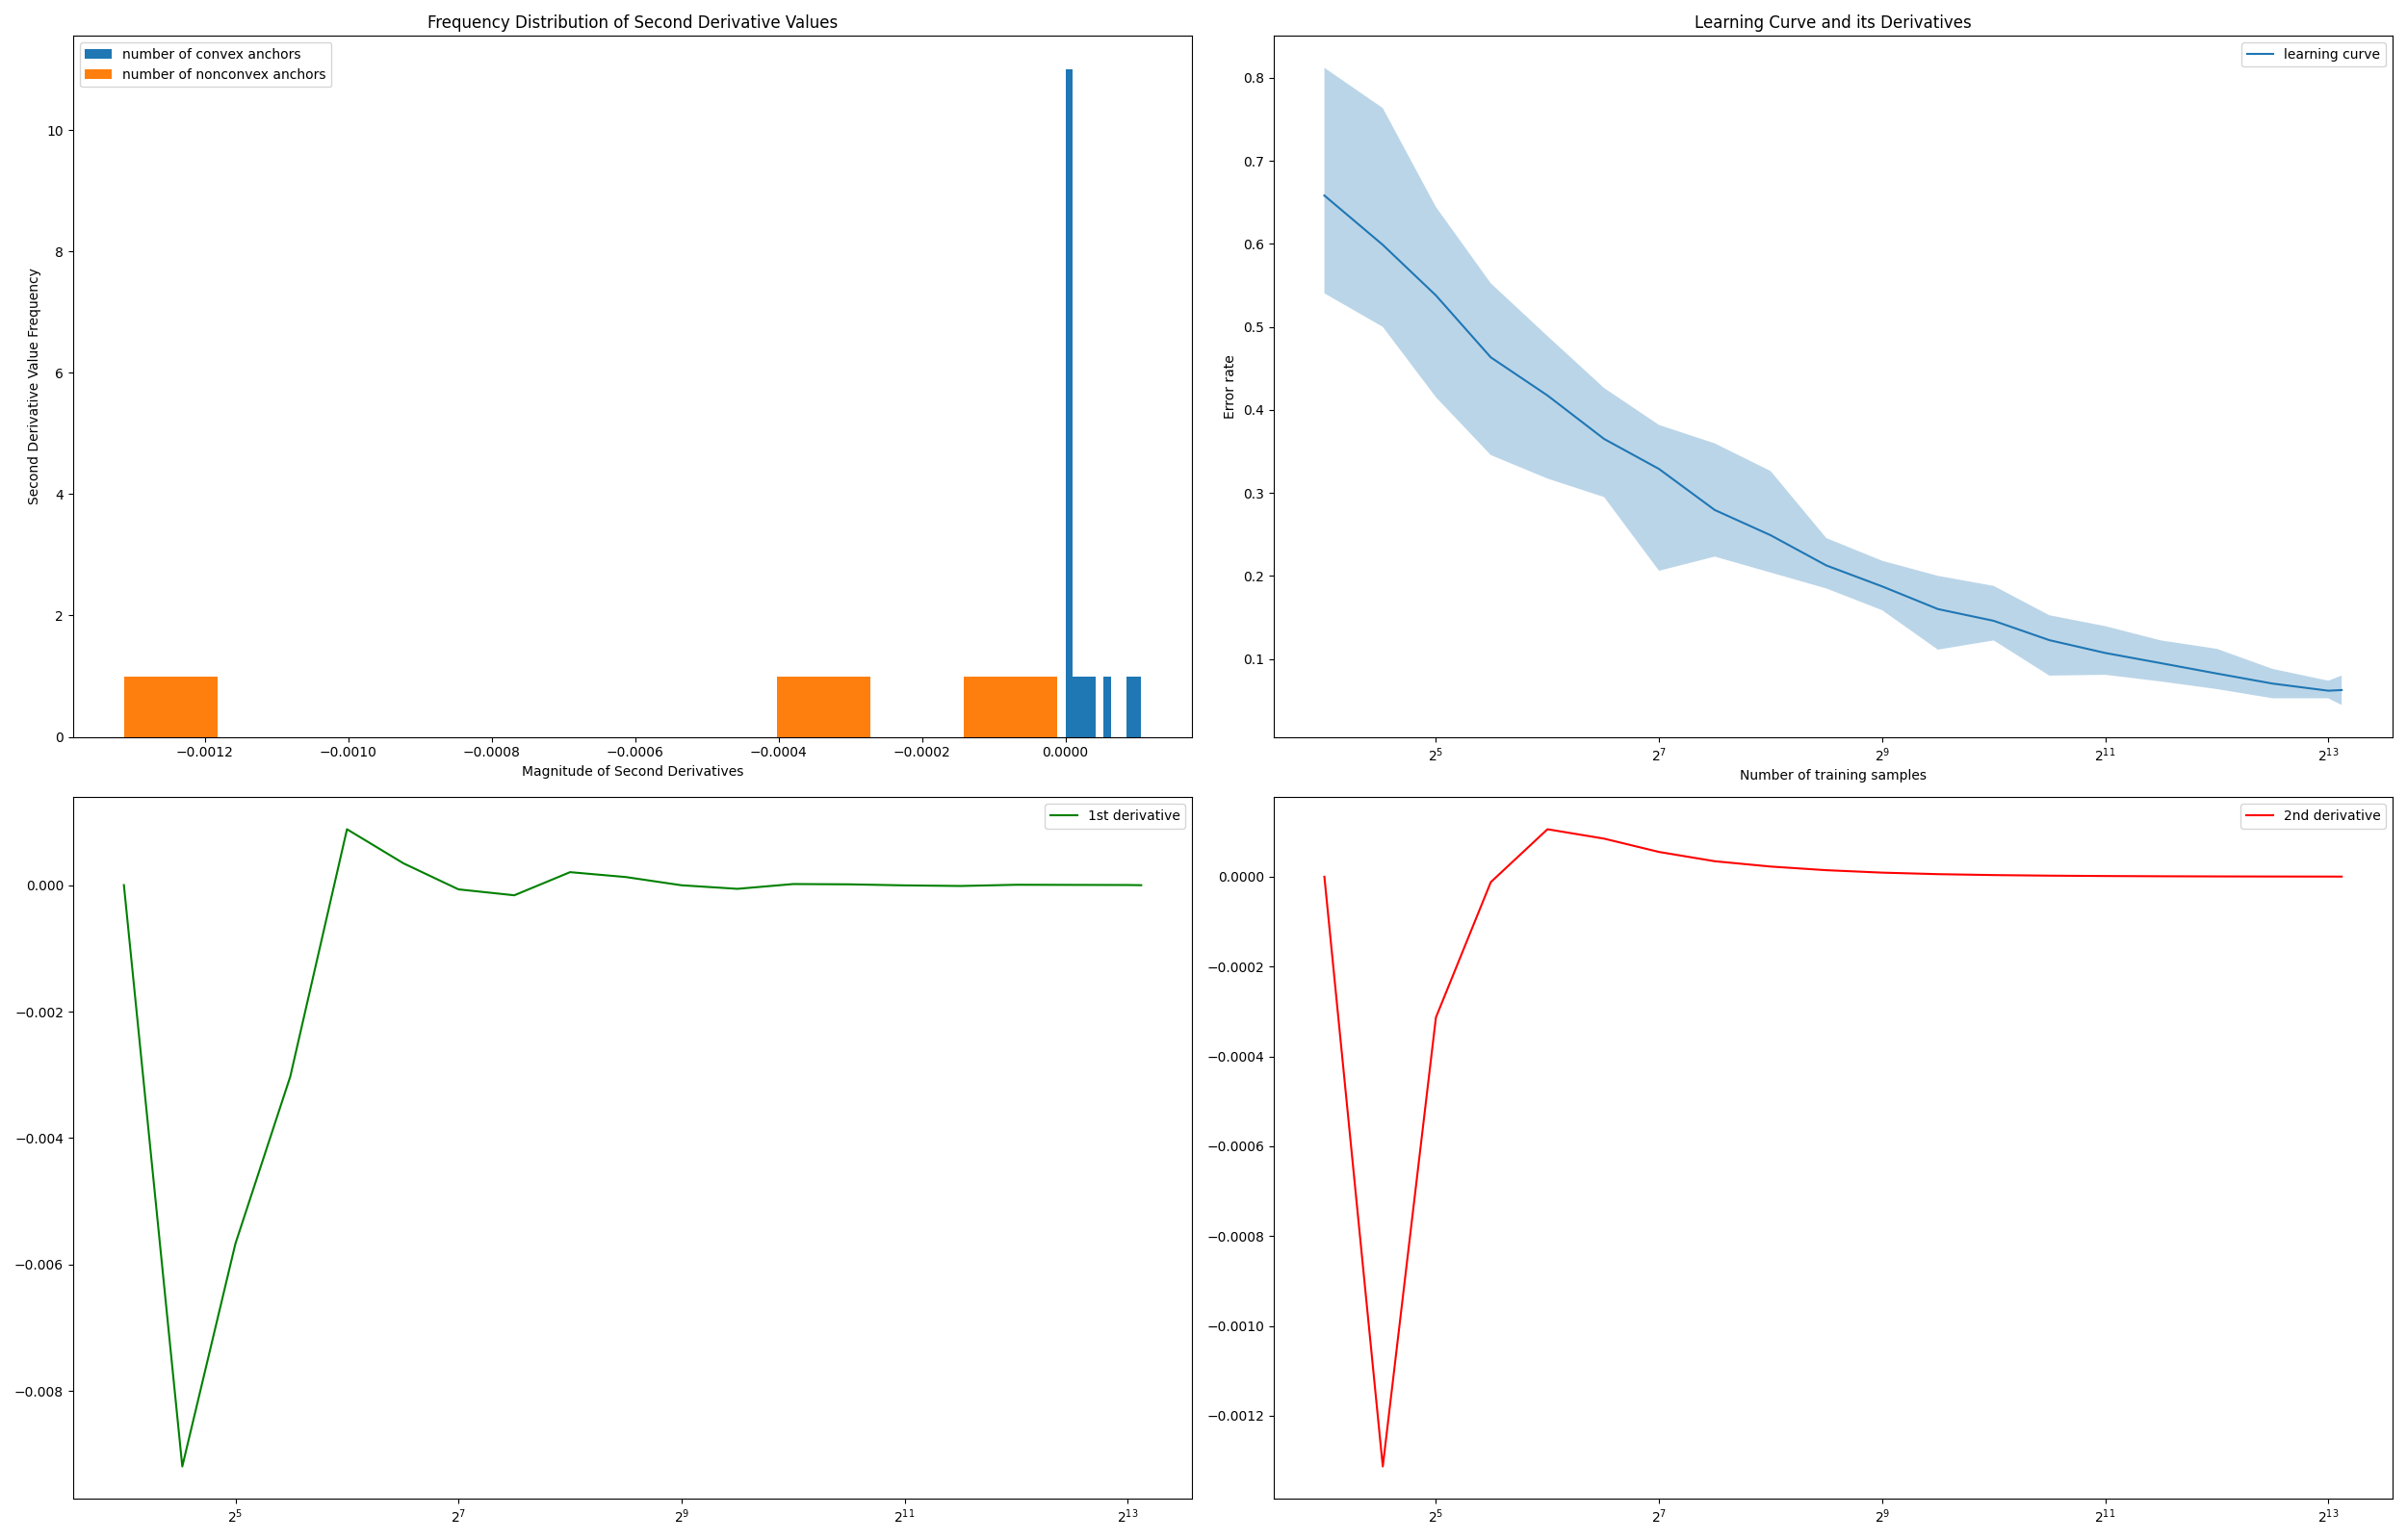 Frequency Distribution of Second Derivative Values
number of convex anchors
number of nonconvex anchors
10
8
6
4
2
0
Second Derivative Value Frequency
−0.0012 −0.0010 −0.0008 −0.0006 −0.0004 −0.0002 0.0000
Magnitude of Second Derivatives
Learning Curve and its Derivatives
learning curve
0.8
0.7
0.6
0.5
0.4
0.3
0.2
0.1
Error rate
2^5 2^7 2^9 2^11 2^13
Number of training samples
1st derivative
0.000
−0.002
−0.004
−0.006
−0.008
2^5 2^7 2^9 2^11 2^13
2nd derivative
0.0000
−0.0002
−0.0004
−0.0006
−0.0008
−0.0010
−0.0012
2^5 2^7 2^9 2^11 2^13